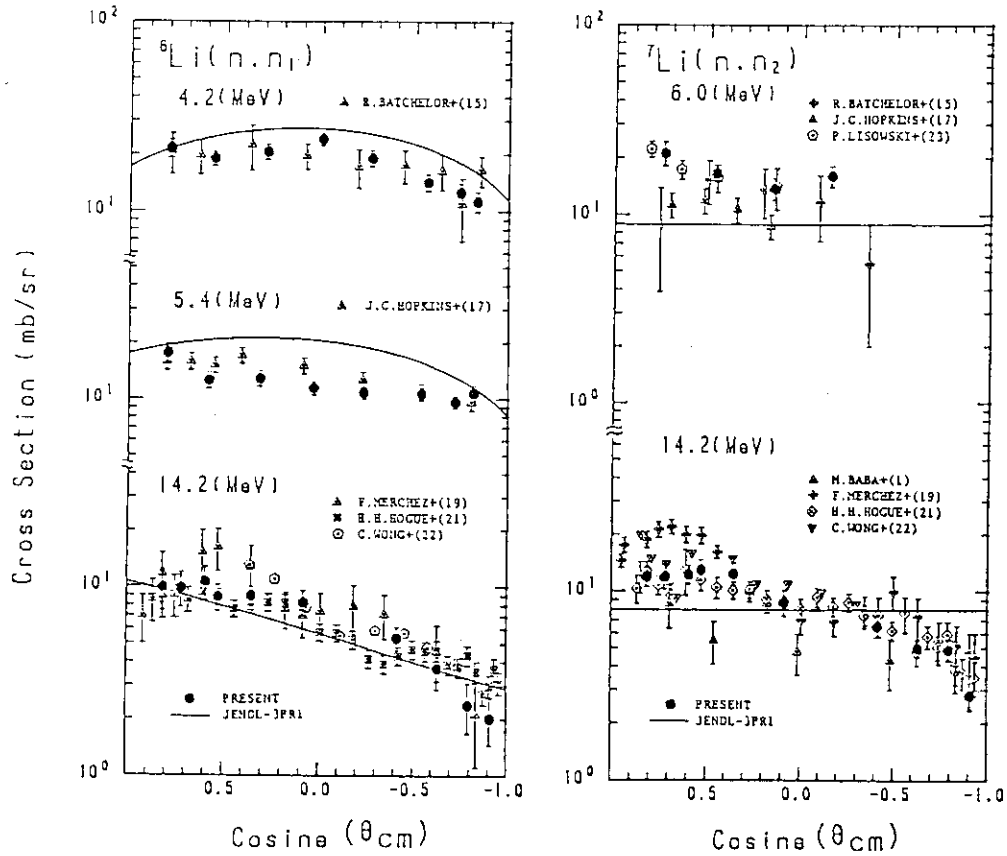 Cross Section (mb/sr)
10²
⁶Li(n.n₁)
4.2(MeV)
R.BATCHELOR+(15)
10¹
5.4(MeV)
J.C.HOPKINS+(17)
10¹
14.2(MeV)
F.MERCHEZ+(19)
H.H.HOGUE+(21)
C.WONG+(22)
10¹
PRESENT
JENDL-3PR1
10⁰
0.5
0.0
-0.5
-1.0
Cosine (θcm)
10²
⁷Li(n.n₂)
6.0(MeV)
R.BATCHELOR+(15)
J.C.HOPKINS+(17)
P.LISOWSKI+(23)
10¹
10⁰
14.2(MeV)
M.BABA+(1)
F.MERCHEZ+(19)
H.H.HOGUE+(21)
C.WONG+(22)
10¹
PRESENT
JENDL-3PR1
10⁰
0.5
0.0
-0.5
-1.0
Cosine (θcm)